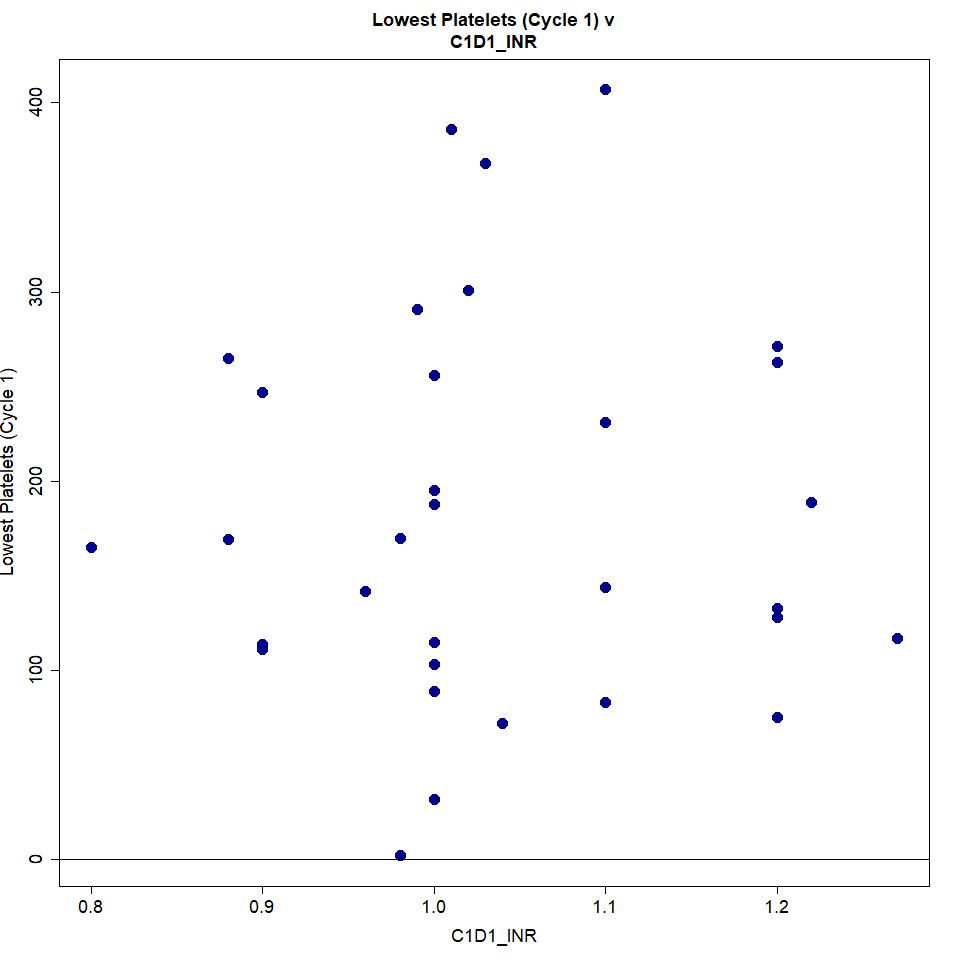 Lowest Platelets (Cycle 1) v
C1D1_INR
400
300
200
100
0
Lowest Platelets (Cycle 1)
0.8 0.9 1.0 1.1 1.2
C1D1_INR